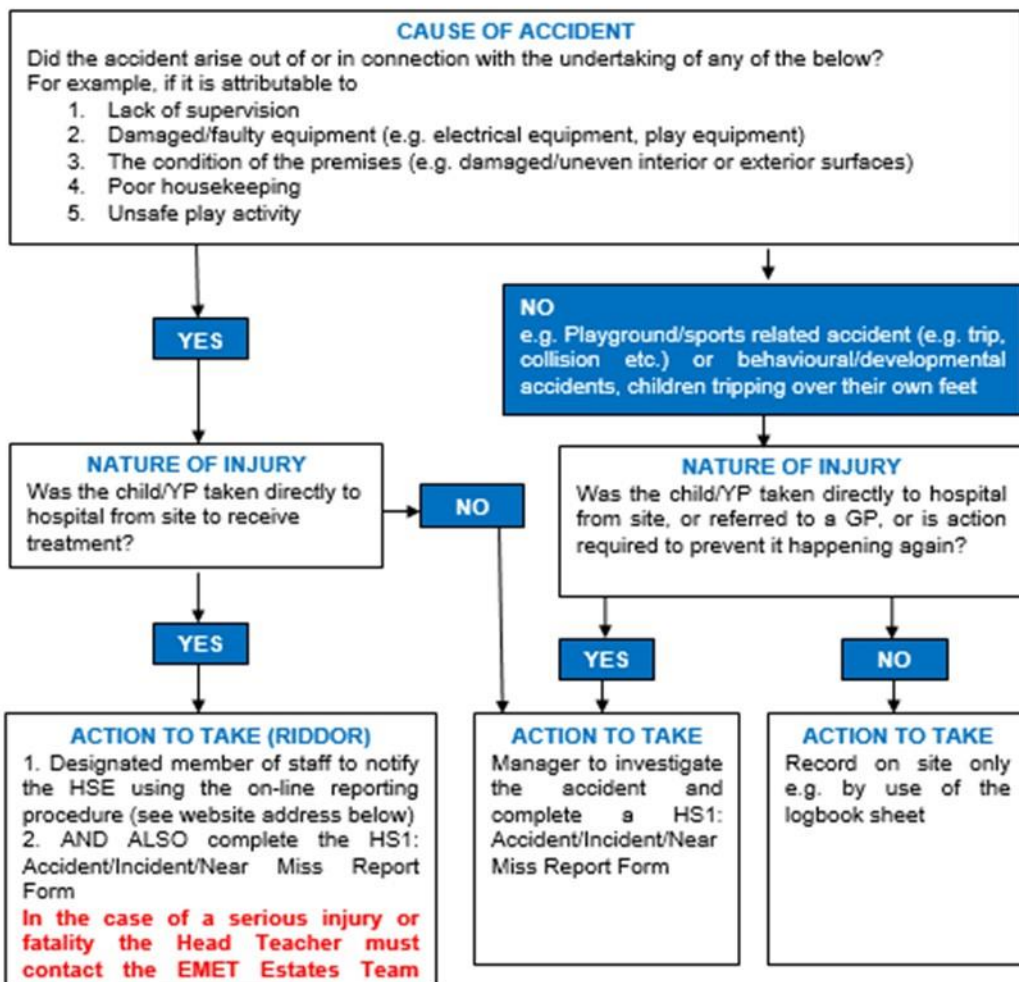 CAUSE OF ACCIDENT
Did the accident arise out of or in connection with the undertaking of any of the below?
For example, if it is attributable to
1. Lack of supervision
2. Damaged/faulty equipment (e.g. electrical equipment, play equipment)
3. The condition of the premises (e.g. damaged/uneven interior or exterior surfaces)
4. Poor housekeeping
5. Unsafe play activity
YES
NO
e.g. Playground/sports related accident (e.g. trip,
collision etc.) or behavioural/developmental
accidents, children tripping over their own feet
NATURE OF INJURY
Was the child/YP taken directly to
hospital from site to receive
treatment?
NO
NATURE OF INJURY
Was the child/YP taken directly to hospital
from site, or referred to a GP, or is action
required to prevent it happening again?
YES
YES
NO
ACTION TO TAKE (RIDDOR)
1. Designated member of staff to notify
the HSE using the on-line reporting
procedure (see website address below)
2. AND ALSO complete the HS1:
Accident/Incident/Near Miss Report
Form
In the case of a serious injury or
fatality the Head Teacher must
contact the EMET Estates Team
ACTION TO TAKE
Manager to investigate
the accident and
complete a HS1:
Accident/Incident/Near
Miss Report Form
ACTION TO TAKE
Record on site only
e.g. by use of the
logbook sheet